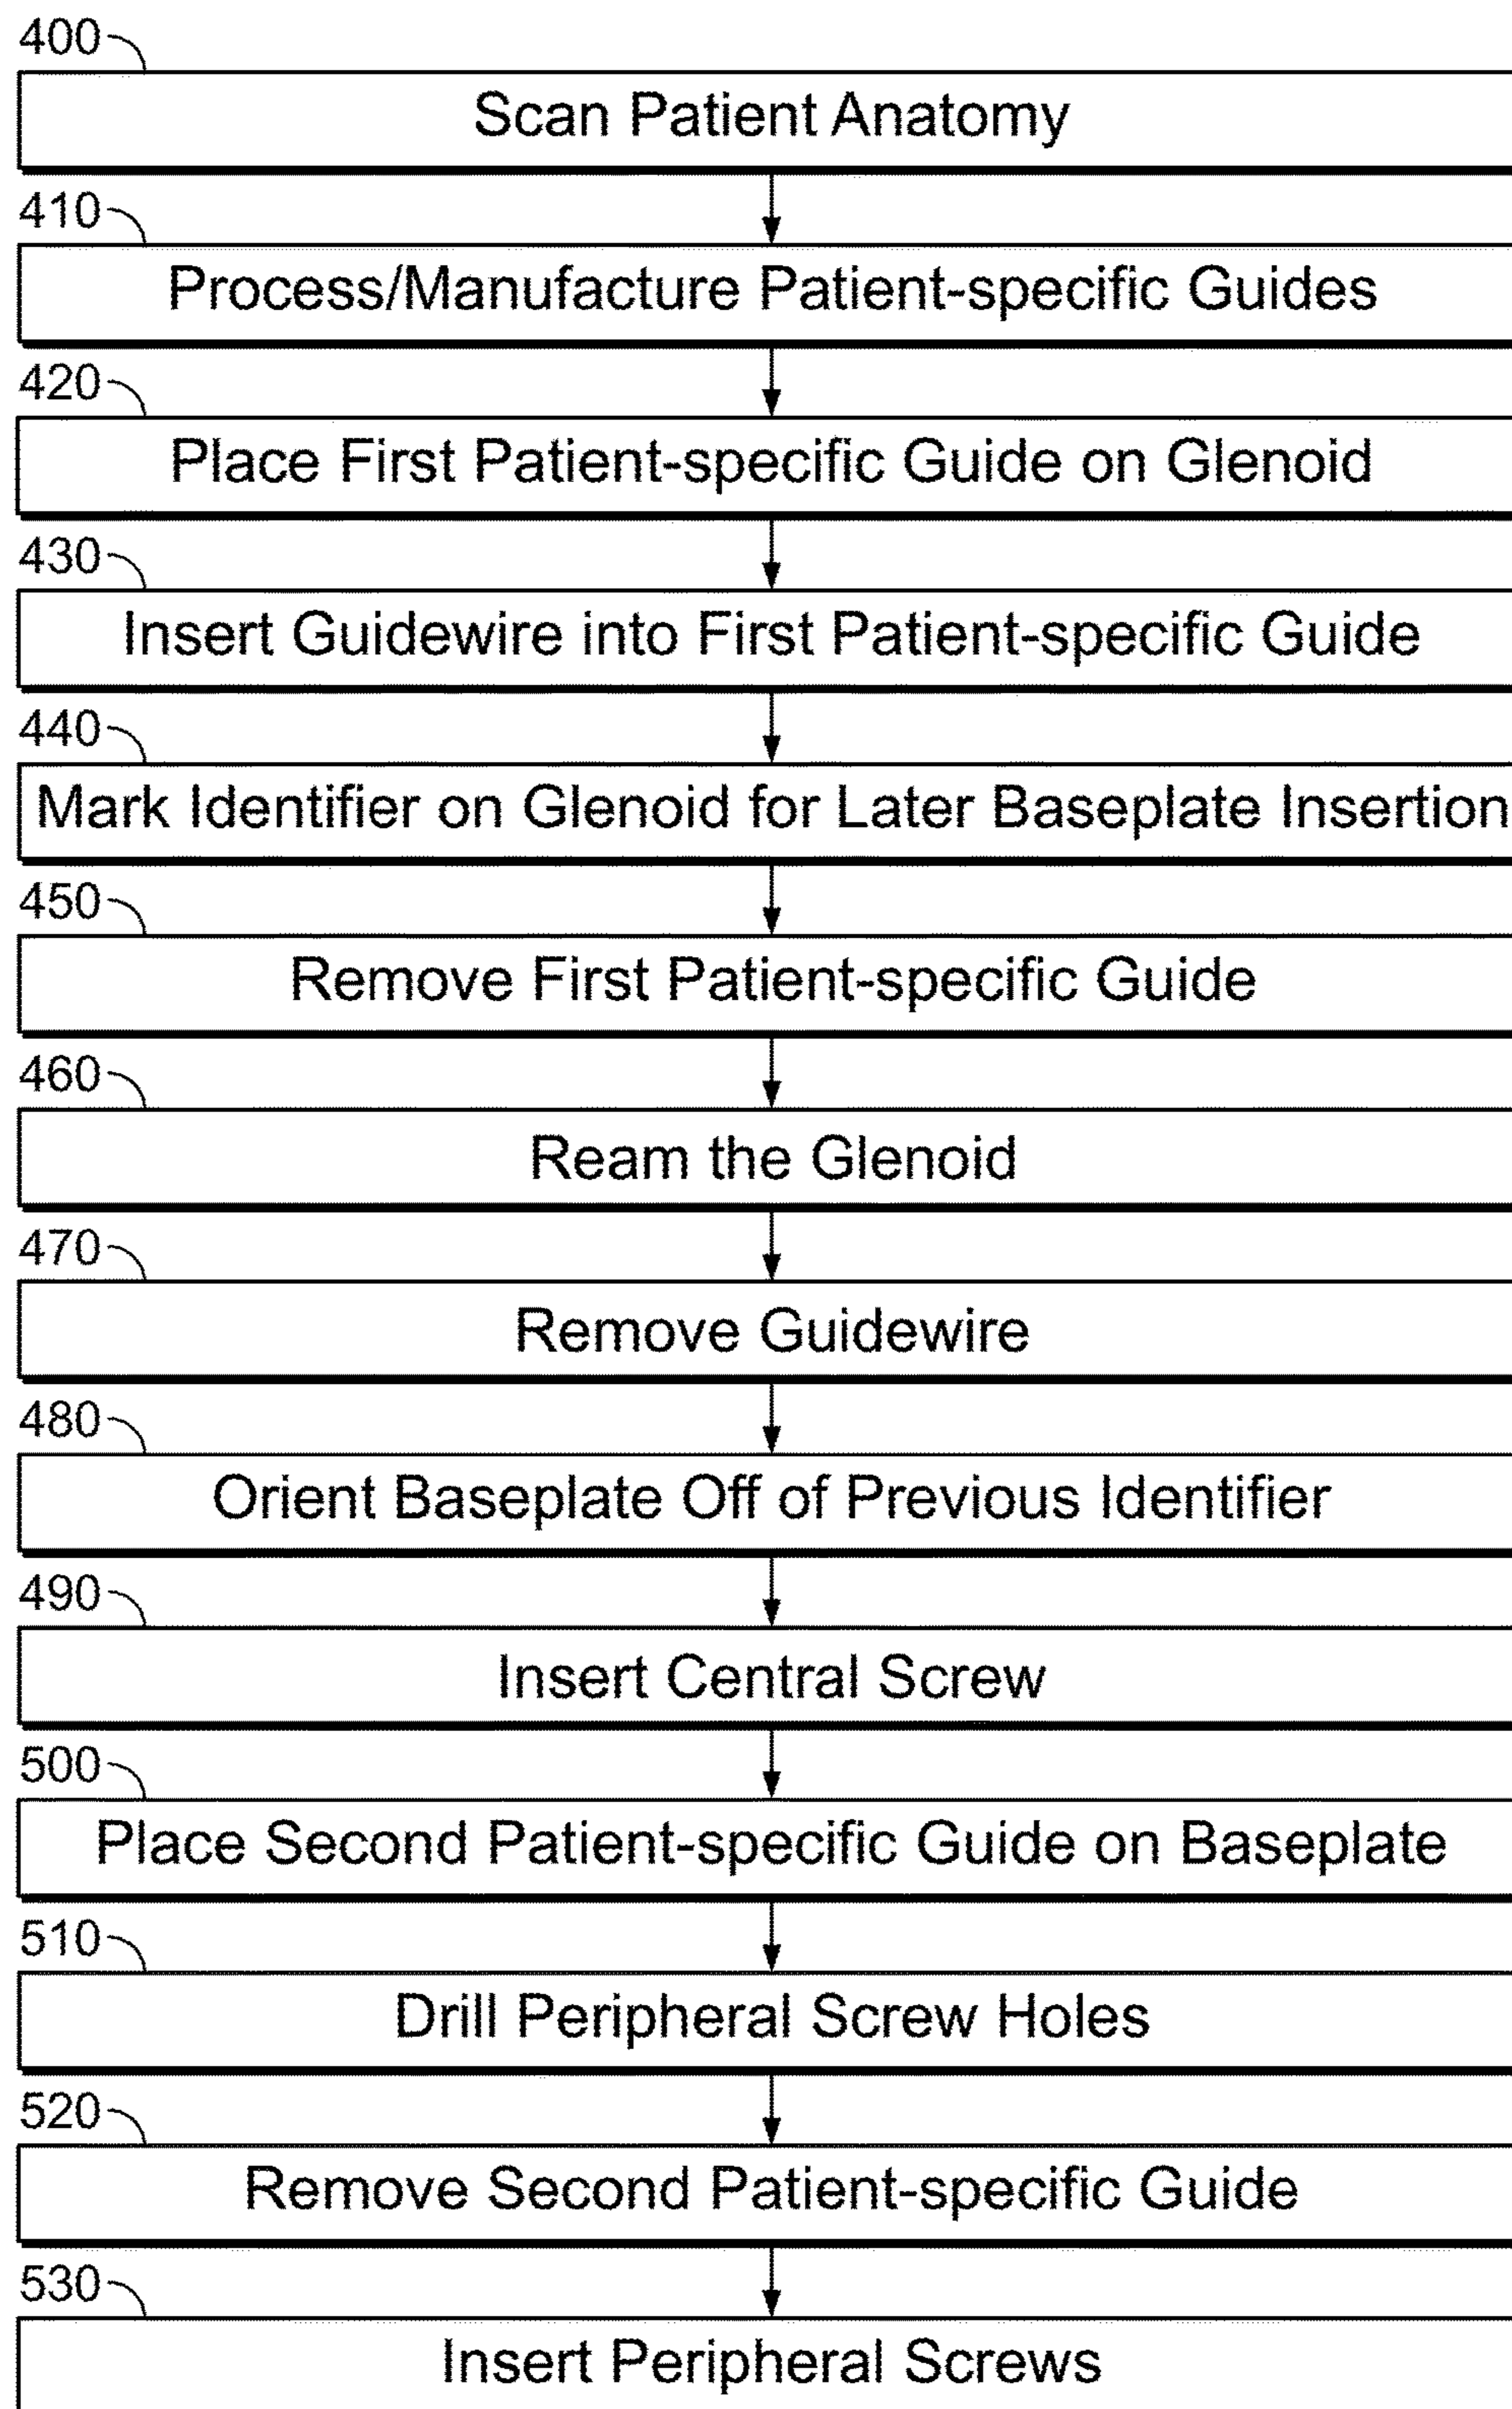 400
Scan Patient Anatomy
410
Process/Manufacture Patient-specific Guides
420
Place First Patient-specific Guide on Glenoid
430
Insert Guidewire into First Patient-specific Guide
440
Mark Identifier on Glenoid for Later Baseplate Insertion
450
Remove First Patient-specific Guide
460
Ream the Glenoid
470
Remove Guidewire
480
Orient Baseplate Off of Previous Identifier
490
Insert Central Screw
500
Place Second Patient-specific Guide on Baseplate
510
Drill Peripheral Screw Holes
520
Remove Second Patient-specific Guide
530
Insert Peripheral Screws